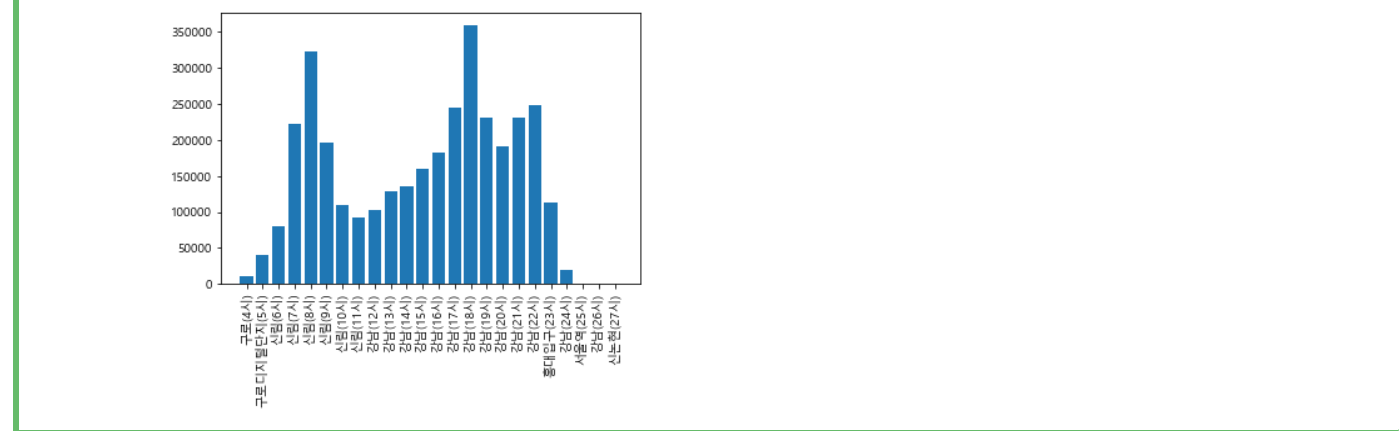 350000
300000
250000
200000
150000
100000
50000
0
구로(4시)
구로디지털단지(5시)
신림(6시)
신림(7시)
신림(8시)
신림(9시)
신림(10시)
신림(11시)
강남(12시)
강남(13시)
강남(14시)
강남(15시)
강남(16시)
강남(17시)
강남(18시)
강남(19시)
강남(20시)
강남(21시)
강남(22시)
홍대입구(23시)
강남(24시)
서울역(25시)
강남(26시)
신논현(27시)